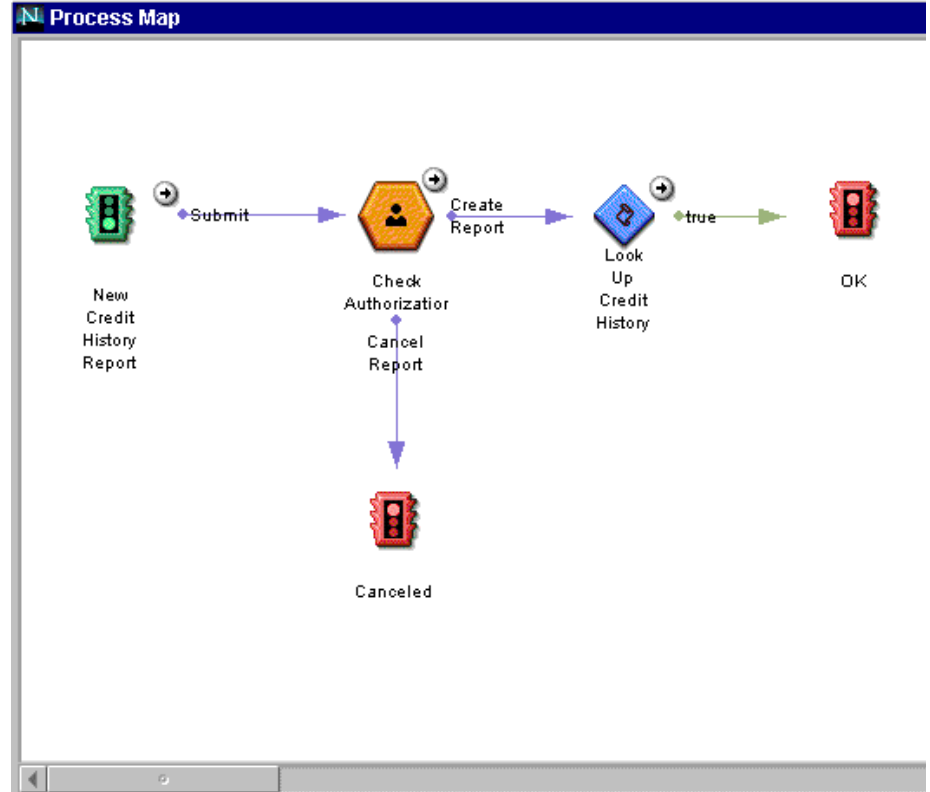 N Process Map
Submit
Create
Report
true
New
Credit
History
Report
Check
Authorizatior
Cancel
Report
Look
Up
Credit
History
OK
Canceled